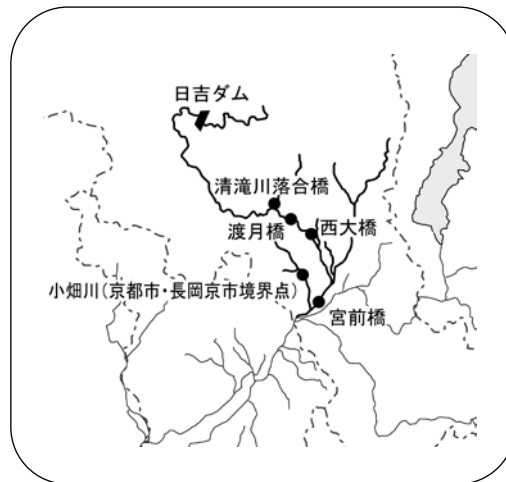 日吉ダム
清滝川落合橋
渡月橋
西大橋
小畑川(京都市・長岡京市境界点)
宮前橋